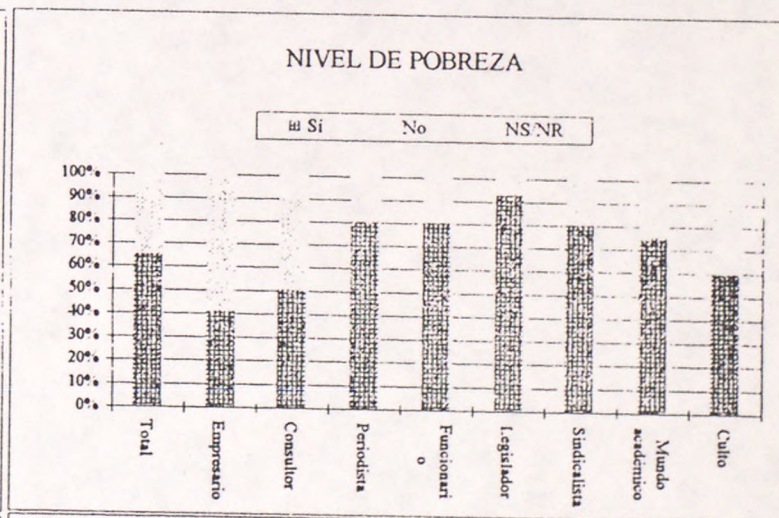 NIVEL DE POBREZA
Sí No NS/NR
100%
90%
80%
70%
60%
50%
40%
30%
20%
10%
0%
Total
Empresario
Consultor
Periodista
Funcionari
o
Legislador
Sindicalista
Mundo
académico
Culto